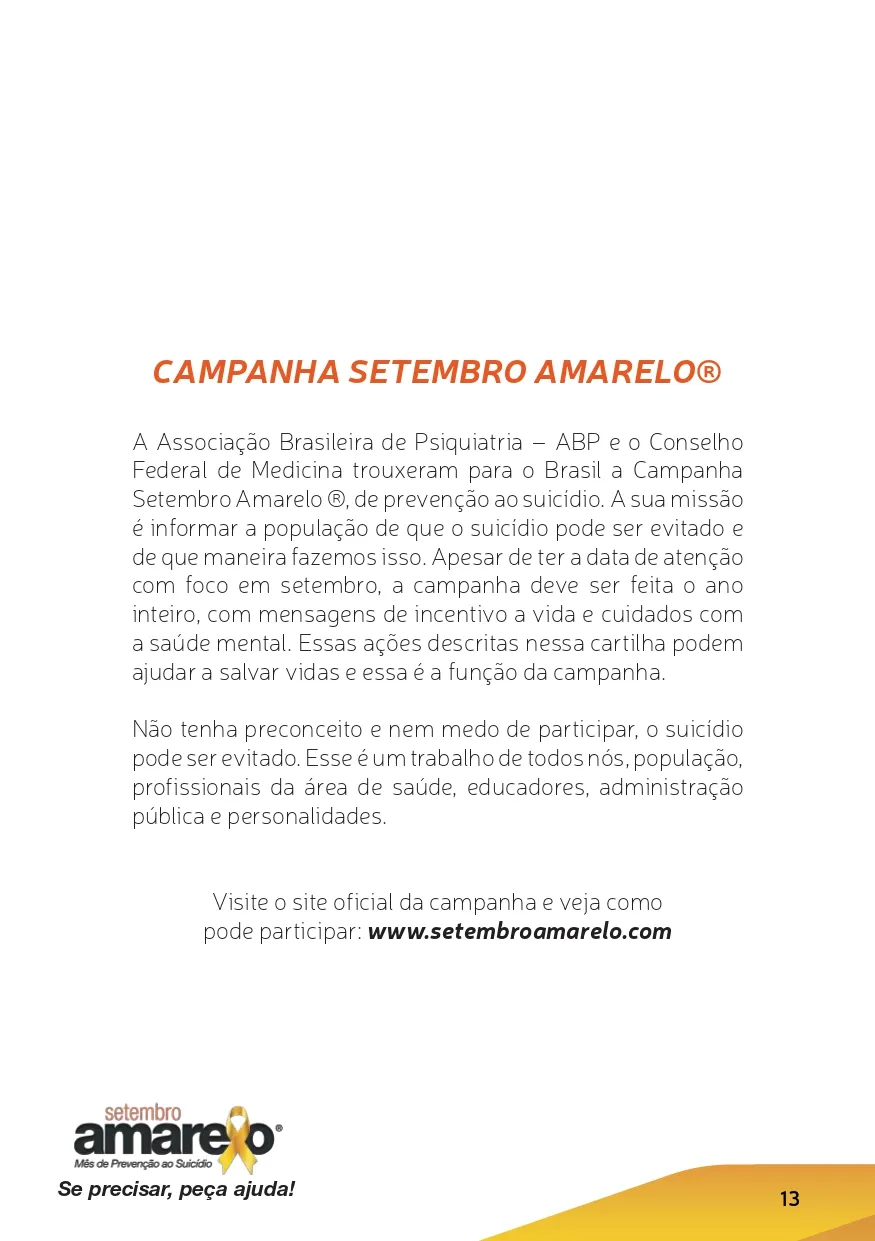 CAMPANHA SETEMBRO AMARELO®
A Associação Brasileira de Psiquiatria – ABP e o Conselho
Federal de Medicina trouxeram para o Brasil a Campanha
Setembro Amarelo ®, de prevenção ao suicídio. A sua missão
é informar a população de que o suicídio pode ser evitado e
de que maneira fazemos isso. Apesar de ter a data de atenção
com foco em setembro, a campanha deve ser feita o ano
inteiro, com mensagens de incentivo a vida e cuidados com
a saúde mental. Essas ações descritas nessa cartilha podem
ajudar a salvar vidas e essa é a função da campanha.
Não tenha preconceito e nem medo de participar, o suicídio
pode ser evitado. Esse é um trabalho de todos nós, população,
profissionais da área de saúde, educadores, administração
pública e personalidades.
Visite o site oficial da campanha e veja como
pode participar: www.setembroamarelo.com
setembro
amarelo®
Mês de Prevenção ao Suicídio
Se precisar, peça ajuda!
13